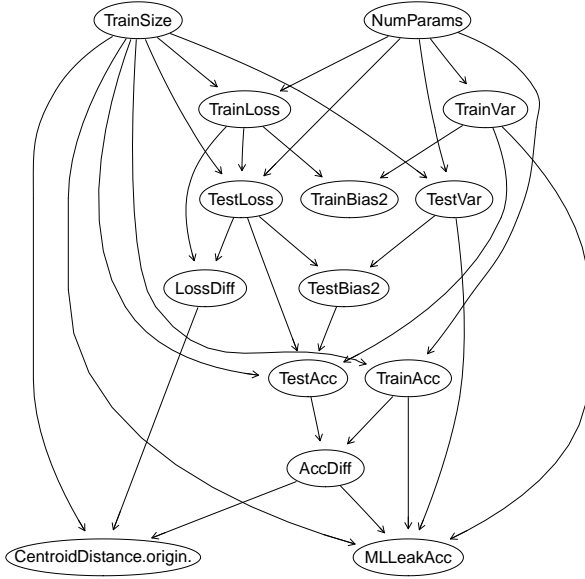 TrainSize
NumParams
TrainLoss
TrainVar
TestLoss
TrainBias2
TestVar
LossDiff
TestBias2
TestAcc
TrainAcc
AccDiff
CentroidDistance.origin.
MLLeakAcc